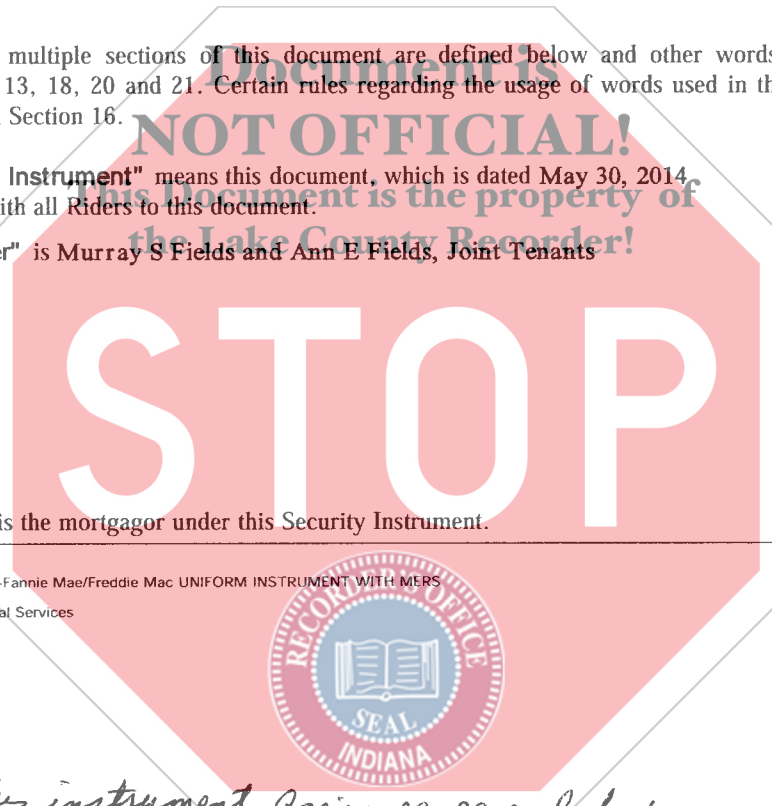 multiple sections of this document are defined below and other words
Document is
13, 18, 20 and 21. Certain rules regarding the usage of words used in th
Section 16.
NOT OFFICIAL!
Instrument" means this document, which is dated May 30, 2014
This Document is the property of
ith all Riders to this document.
the Lake County Recorder!
er" is Murray S Fields and Ann E Fields, Joint Tenants
STOP
is the mortgagor under this Security Instrument.
-Fannie Mae/Freddie Mac UNIFORM INSTRUMENT WITH MERS
al Services
RECORDER'S OFFICE
SEAL
INDIANA
instrument